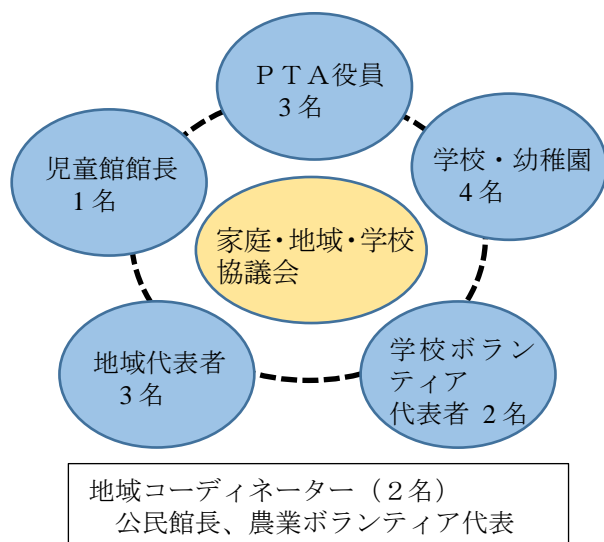 ＰＴＡ役員
3 名
児童館館長
1 名
学校・幼稚園
4 名
家庭・地域・学校
協議会
地域代表者
3 名
学校ボラン
ティア
代表者 2 名
地域コーディネーター（２名）
公民館長、農業ボランティア代表